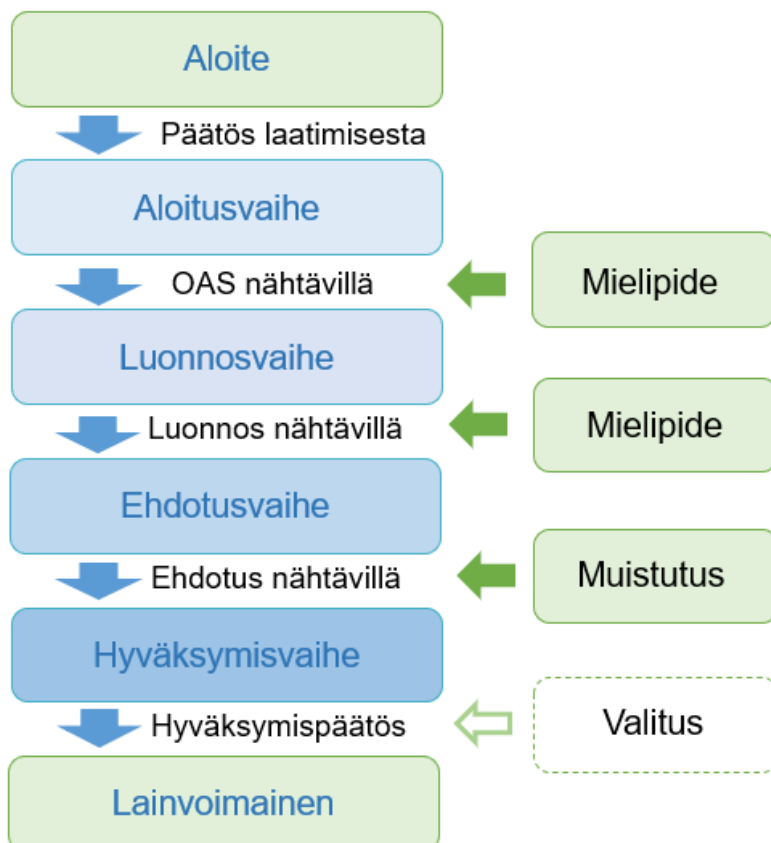 Aloite
Päätös laatimisesta
Aloitusvaihe
OAS nähtävillä
Mielipide
Luonnosvaihe
Luonnos nähtävillä
Mielipide
Ehdotusvaihe
Ehdotus nähtävillä
Muistutus
Hyväksymisvaihe
Hyväksymispäätös
Valitus
Lainvoimainen